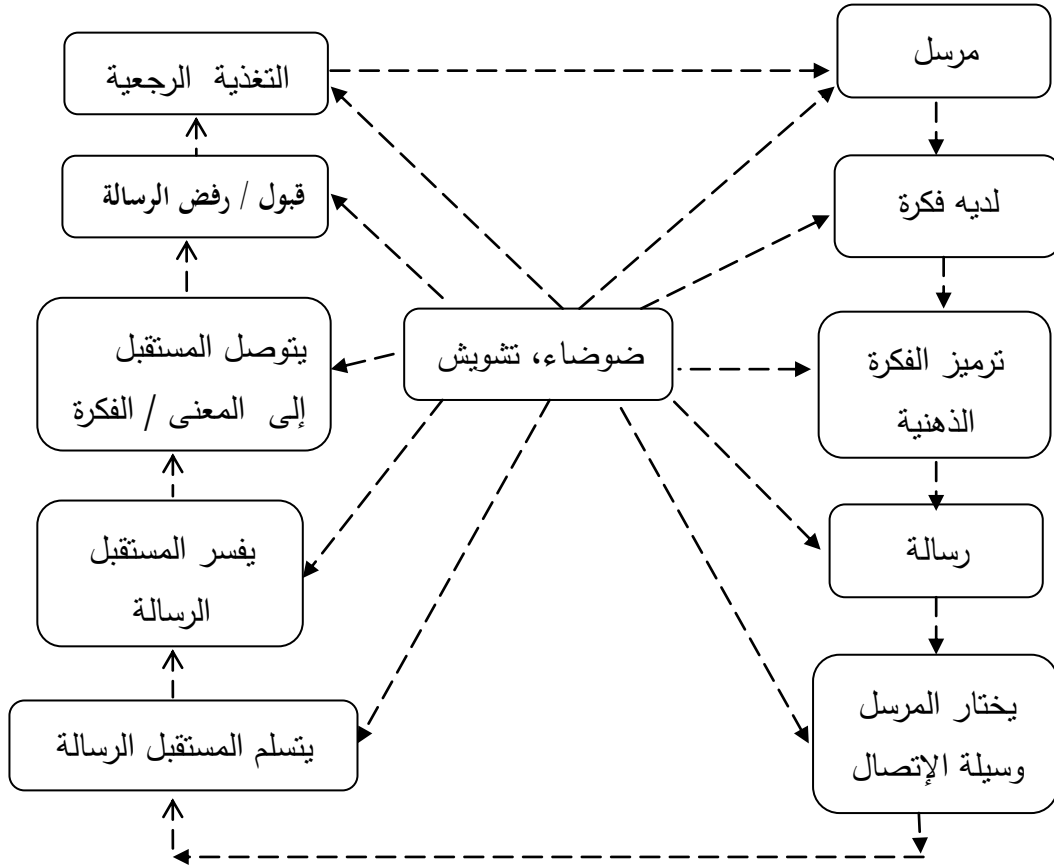 مرسل
التغذية الرجعية
لديه فكرة
قبول / رفض الرسالة
ضوضاء، تشويش
ترميز الفكرة
الذهنية
يتوصل المستقبل
إلى المعنى / الفكرة
رسالة
يفسر المستقبل
الرسالة
يختار المرسل
وسيلة الإتصال
يتسلم المستقبل الرسالة